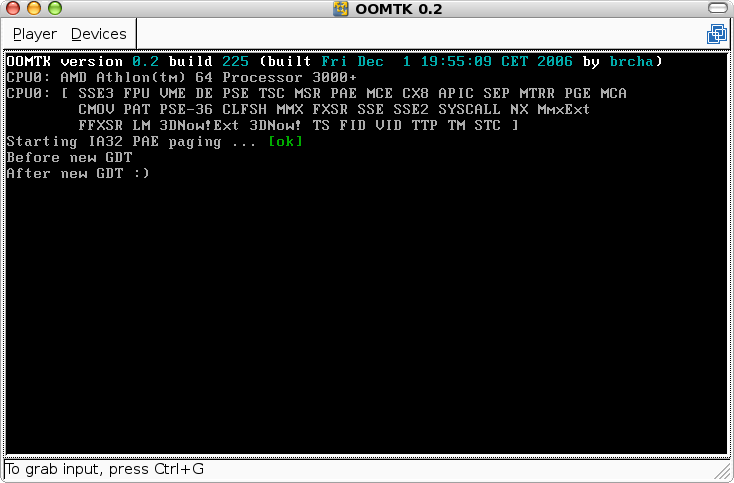 OOMTK 0.2
Player Devices
OOMTK version 0.2 build 225 (built Fri Dec  1 19:55:09 CET 2006 by brcha)
CPU0: AMD Athlon(tm) 64 Processor 3000+
CPU0: [ SSE3 FPU VME DE PSE TSC MSR PAE MCE CX8 APIC SEP MTRR PGE MCA
CMOV PAT PSE-36 CLFSH MMX FXSR SSE SSE2 SYSCALL NX MmxExt
FFXSR LM 3DNow!Ext 3DNow! TS FID VID TTP TM STC ]
Starting IA32 PAE paging ... [ok]
Before new GDT
After new GDT :)
To grab input, press Ctrl+G